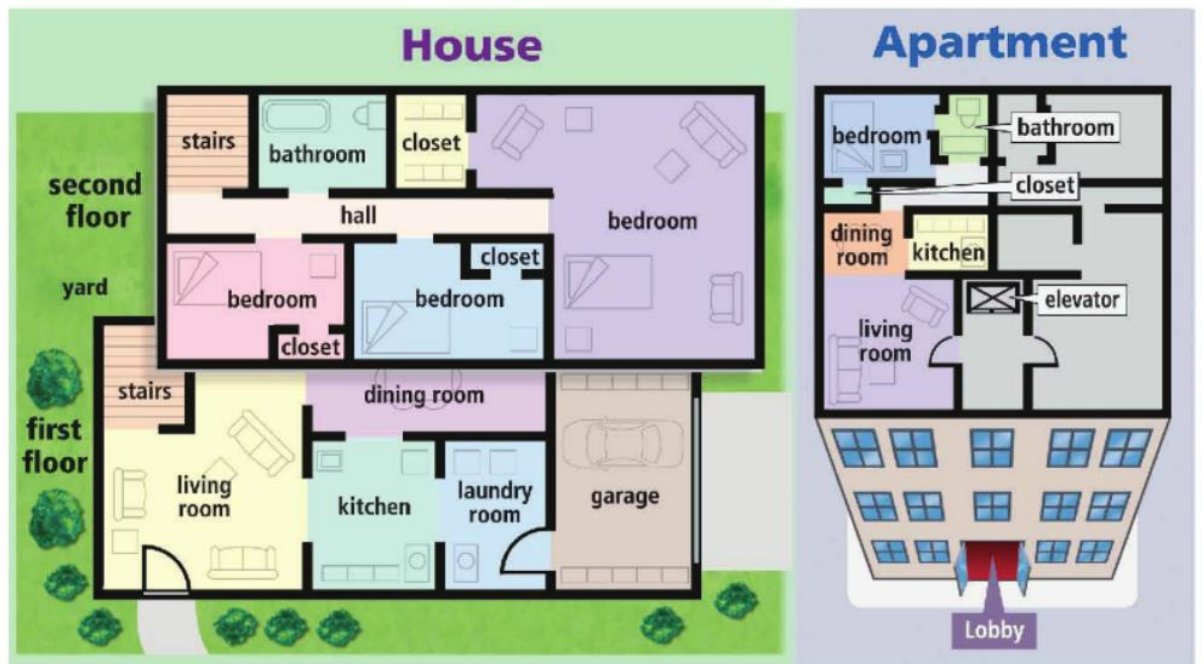 House
Apartment
second
floor
yard
first
floor
stairs
bathroom
closet
hall
bedroom
bedroom
closet
bedroom
closet
stairs
dining room
living
room
kitchen
laundry
room
garage
bedroom
bathroom
closet
dining
room
kitchen
elevator
living
room
Lobby